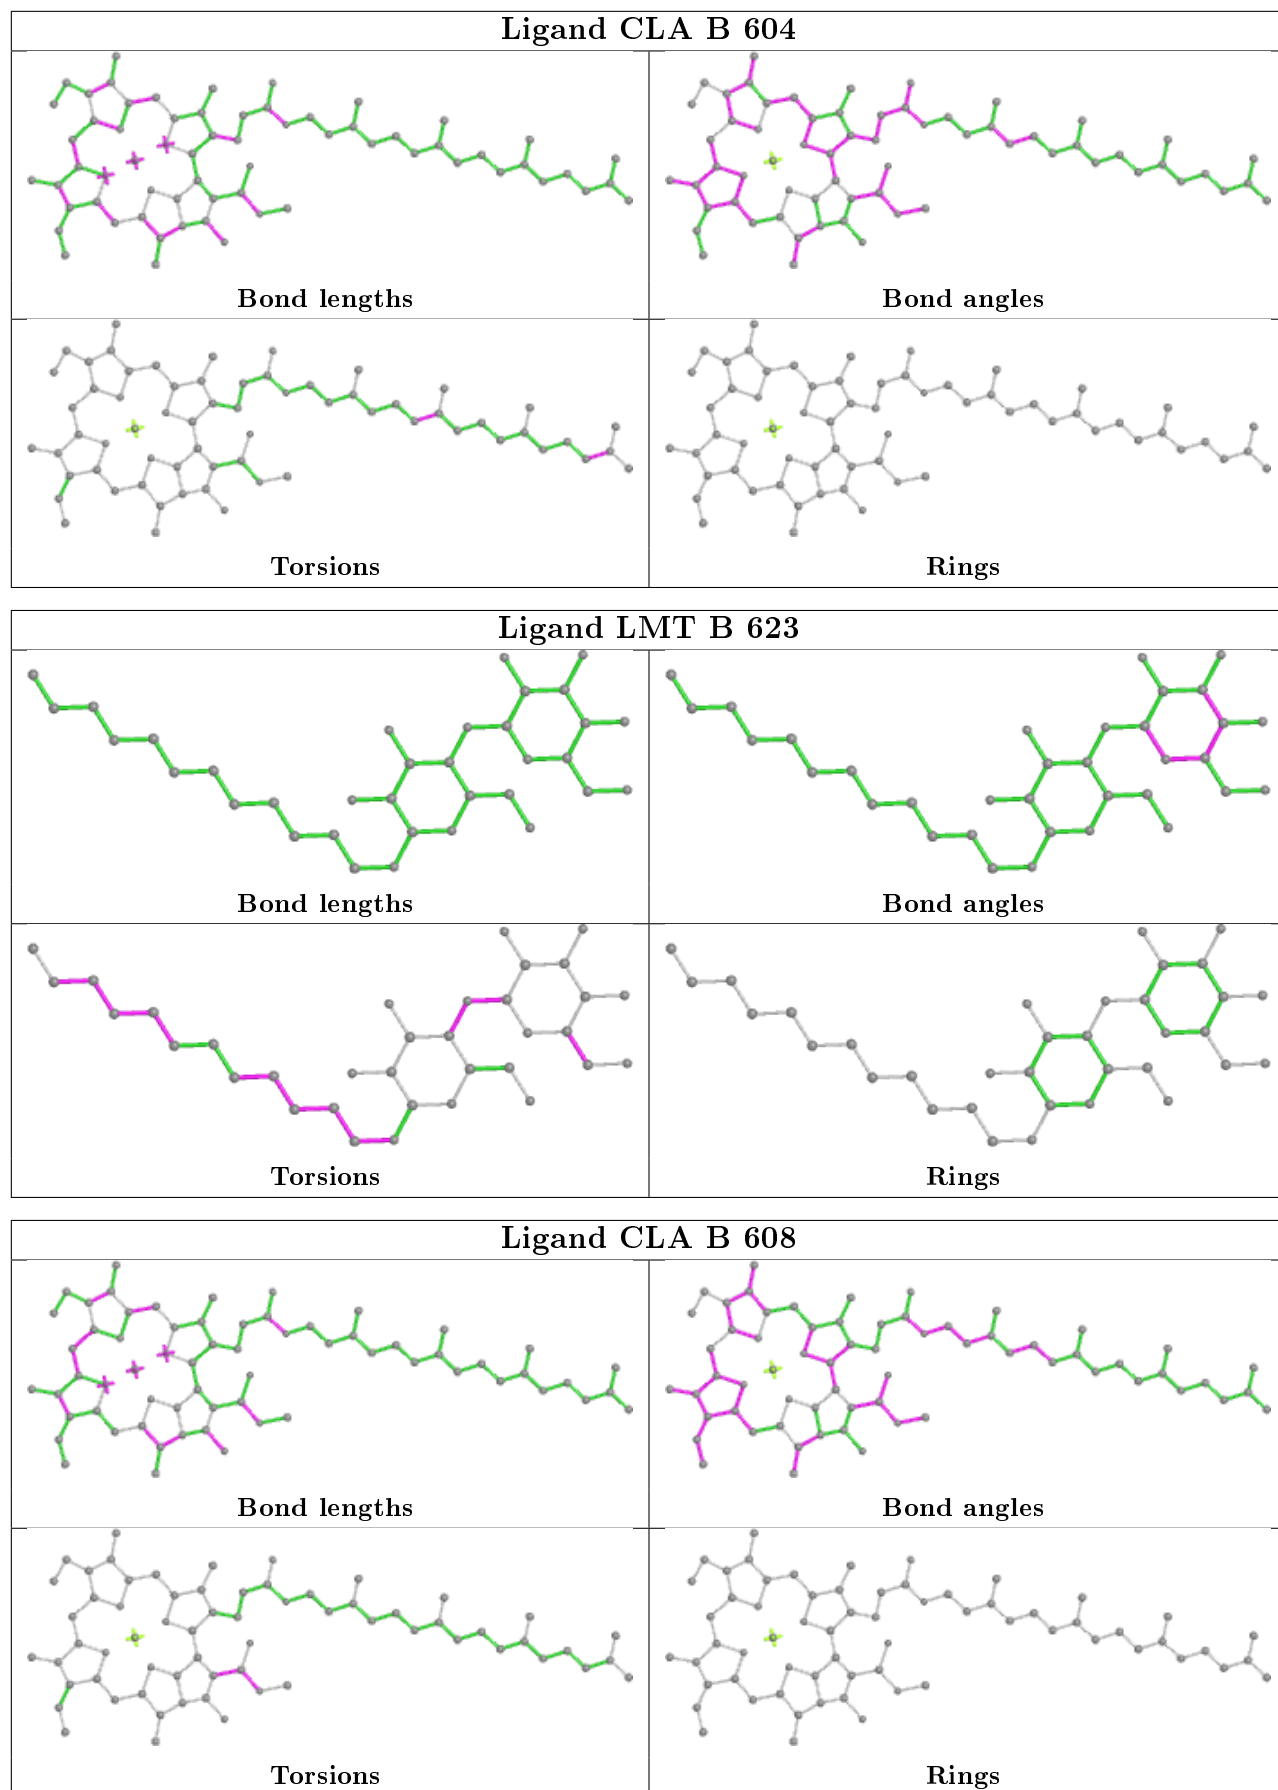 Ligand CLA B 604
Bond lengths
Bond angles
Torsions
Rings
Ligand LMT B 623
Bond lengths
Bond angles
Torsions
Rings
Ligand CLA B 608
Bond lengths
Bond angles
Torsions
Rings